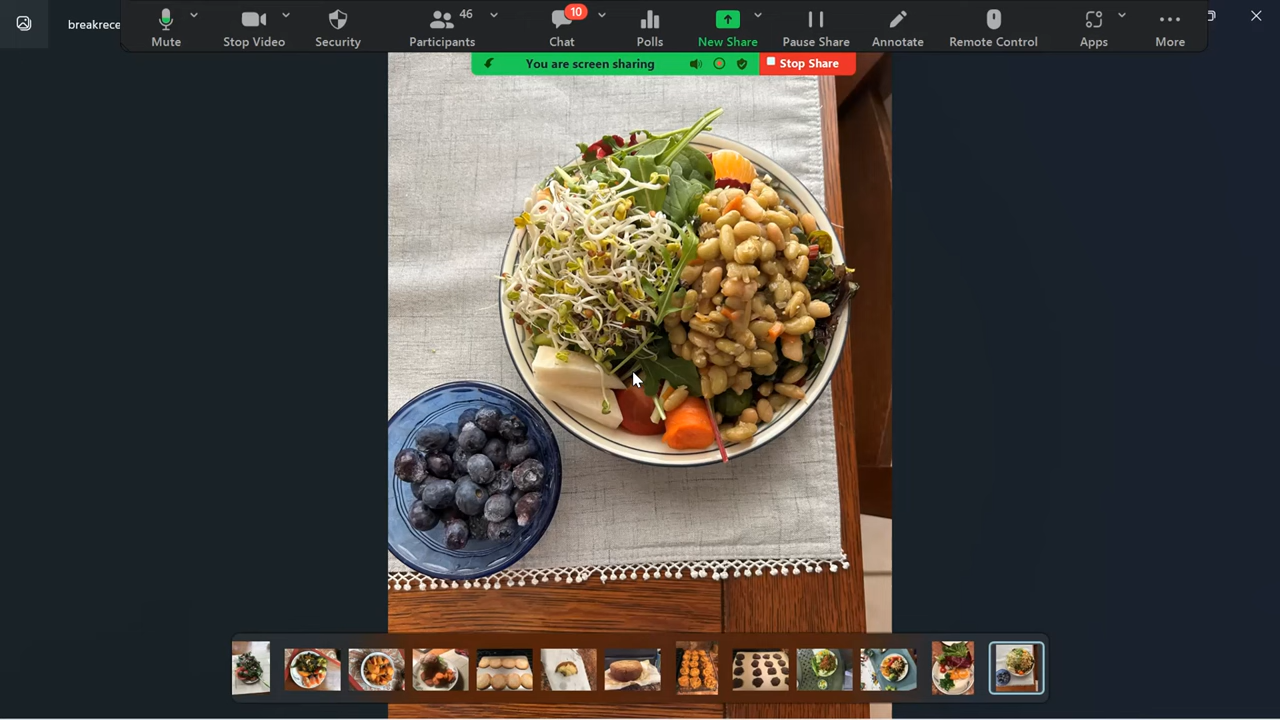 breakrece
Mute
Stop Video
Security
Participants
46
Chat
10
Polls
New Share
Pause Share
Annotate
Remote Control
Apps
More
You are screen sharing
Stop Share